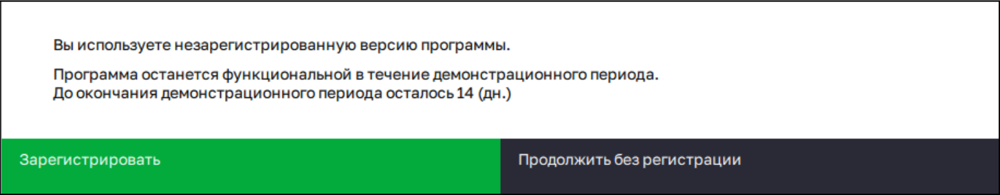 Вы используете незарегистрированную версию программы.
Программа останется функциональной в течение демонстрационного периода.
До окончания демонстрационного периода осталось 14 (дн.)
Зарегистрировать
Продолжить без регистрации